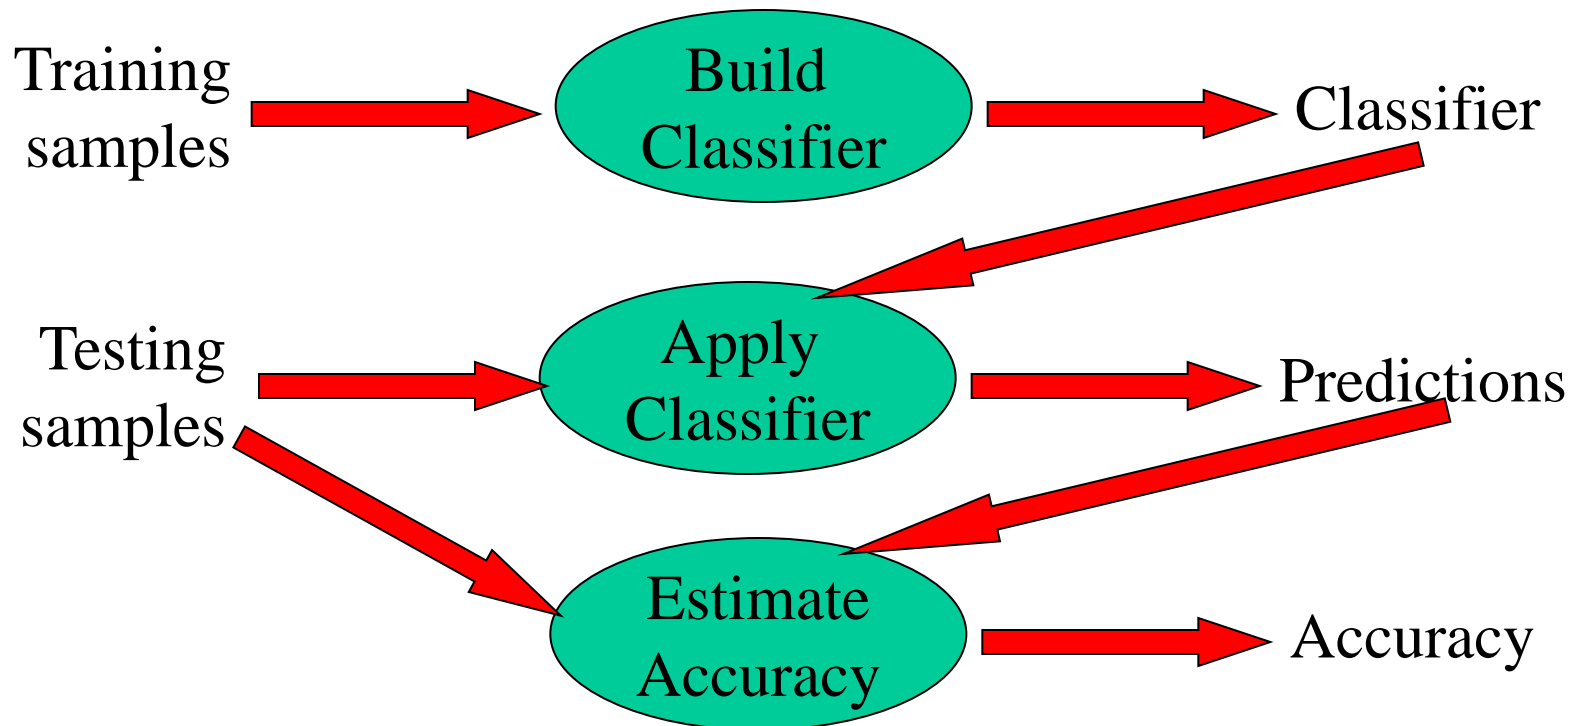 Training
samples
Build
Classifier
Classifier
Testing
samples
Apply
Classifier
Predictions
Estimate
Accuracy
Accuracy